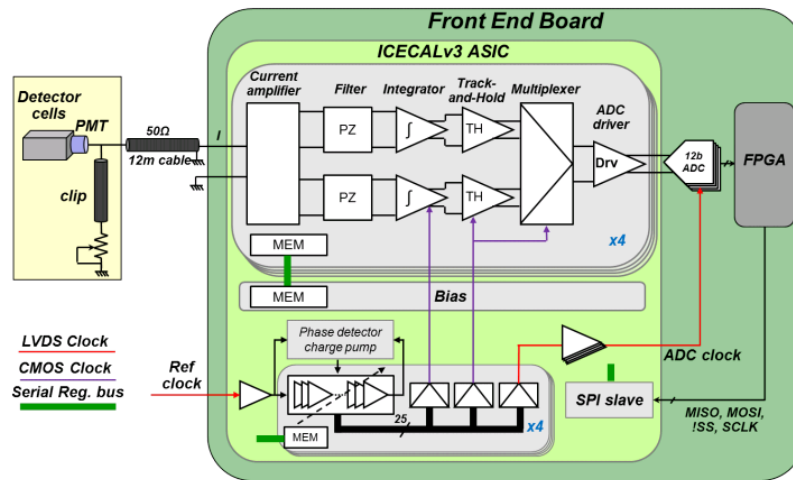 Front End Board
ICECALv3 ASIC
Current
amplifier
Filter
Integrator
Track-
and-Hold
Multiplexer
ADC
driver
Detector
cells
PMT
50Ω
12m cable
I
clip
PZ
∫
TH
PZ
∫
TH
Drv
12b
ADC
FPGA
x4
MEM
MEM
Bias
LVDS Clock
CMOS Clock
Serial Reg. bus
Ref
clock
Phase detector
charge pump
MEM
25
x4
ADC clock
SPI slave
MISO, MOSI,
!SS, SCLK